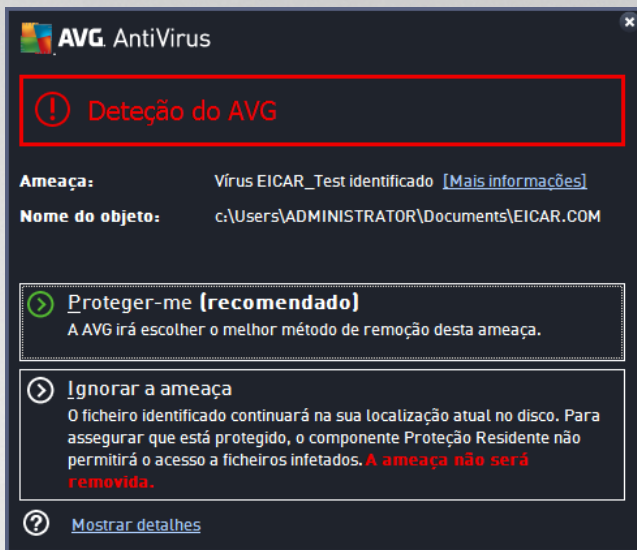 AVG AntiVirus
Deteção do AVG
Ameaça: Vírus EICAR_Test identificado [Mais informações]
Nome do objeto: c:\Users\ADMINISTRATOR\Documents\EICAR.COM
Proteger-me (recomendado)
A AVG irá escolher o melhor método de remoção desta ameaça.
Ignorar a ameaça
O ficheiro identificado continuará na sua localização atual no disco. Para
assegurar que está protegido, o componente Proteção Residente não
permitirá o acesso a ficheiros infetados. A ameaça não será
removida.
Mostrar detalhes